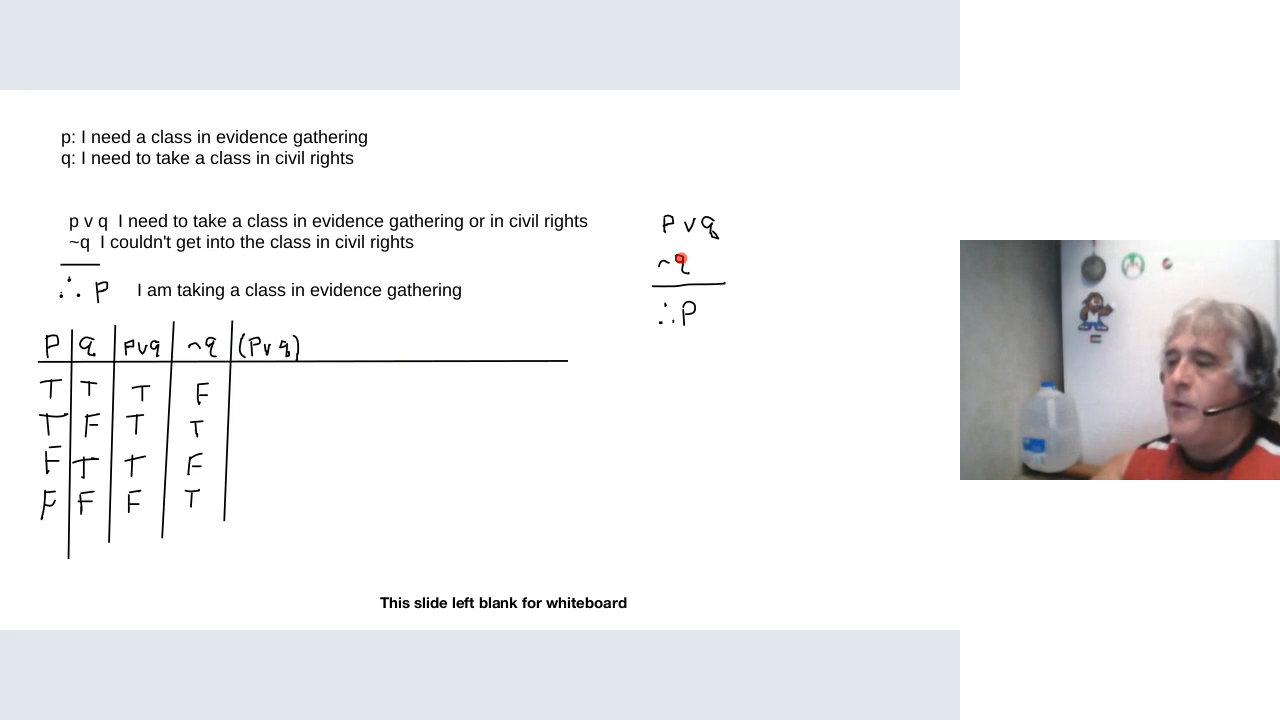 p: I need a class in evidence gathering
q: I need to take a class in civil rights
p v q I need to take a class in evidence gathering or in civil rights
~q I couldn't get into the class in civil rights
∴ P I am taking a class in evidence gathering
P v q
~q
∴ P
P q P v q ~q (P v q)
T T T F
T F T T
F T T F
F F F T
This slide left blank for whiteboard